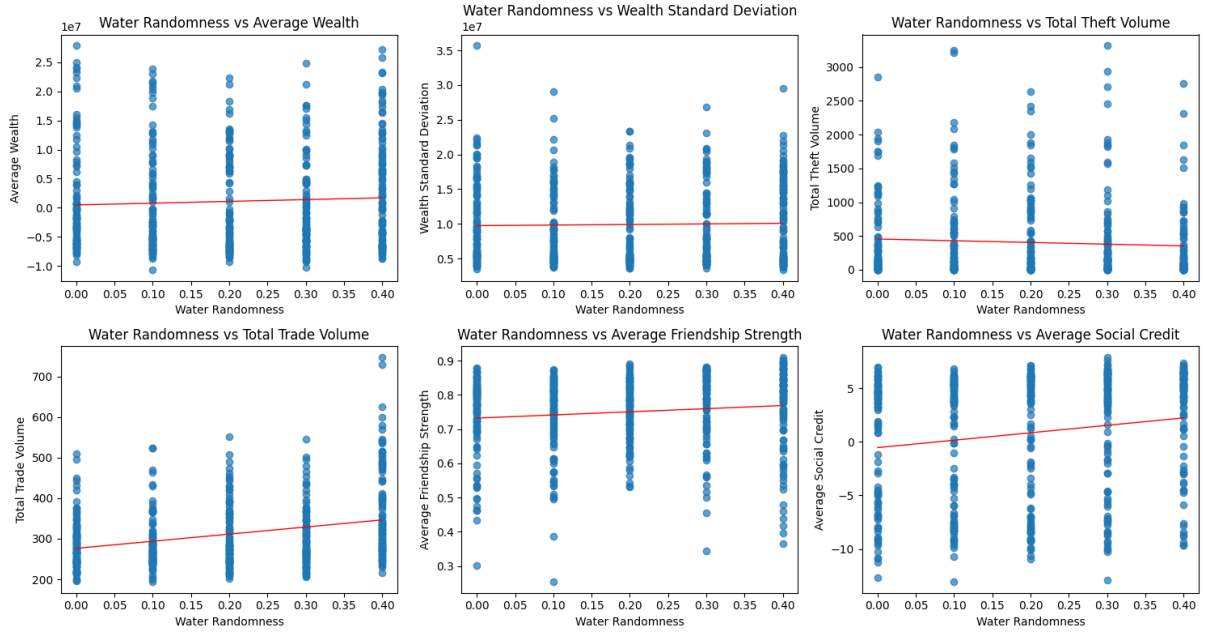 Water Randomness vs Average Wealth
1e7
2.5
2.0
1.5
1.0
0.5
0.0
−0.5
−1.0
Average Wealth
0.00 0.05 0.10 0.15 0.20 0.25 0.30 0.35 0.40
Water Randomness
Water Randomness vs Wealth Standard Deviation
1e7
3.5
3.0
2.5
2.0
1.5
1.0
0.5
Wealth Standard Deviation
0.00 0.05 0.10 0.15 0.20 0.25 0.30 0.35 0.40
Water Randomness
Water Randomness vs Total Theft Volume
3000
2500
2000
1500
1000
500
0
Total Theft Volume
0.00 0.05 0.10 0.15 0.20 0.25 0.30 0.35 0.40
Water Randomness
Water Randomness vs Total Trade Volume
700
600
500
400
300
200
Total Trade Volume
0.00 0.05 0.10 0.15 0.20 0.25 0.30 0.35 0.40
Water Randomness
Water Randomness vs Average Friendship Strength
0.9
0.8
0.7
0.6
0.5
0.4
0.3
Average Friendship Strength
0.00 0.05 0.10 0.15 0.20 0.25 0.30 0.35 0.40
Water Randomness
Water Randomness vs Average Social Credit
5
0
−5
−10
Average Social Credit
0.00 0.05 0.10 0.15 0.20 0.25 0.30 0.35 0.40
Water Randomness